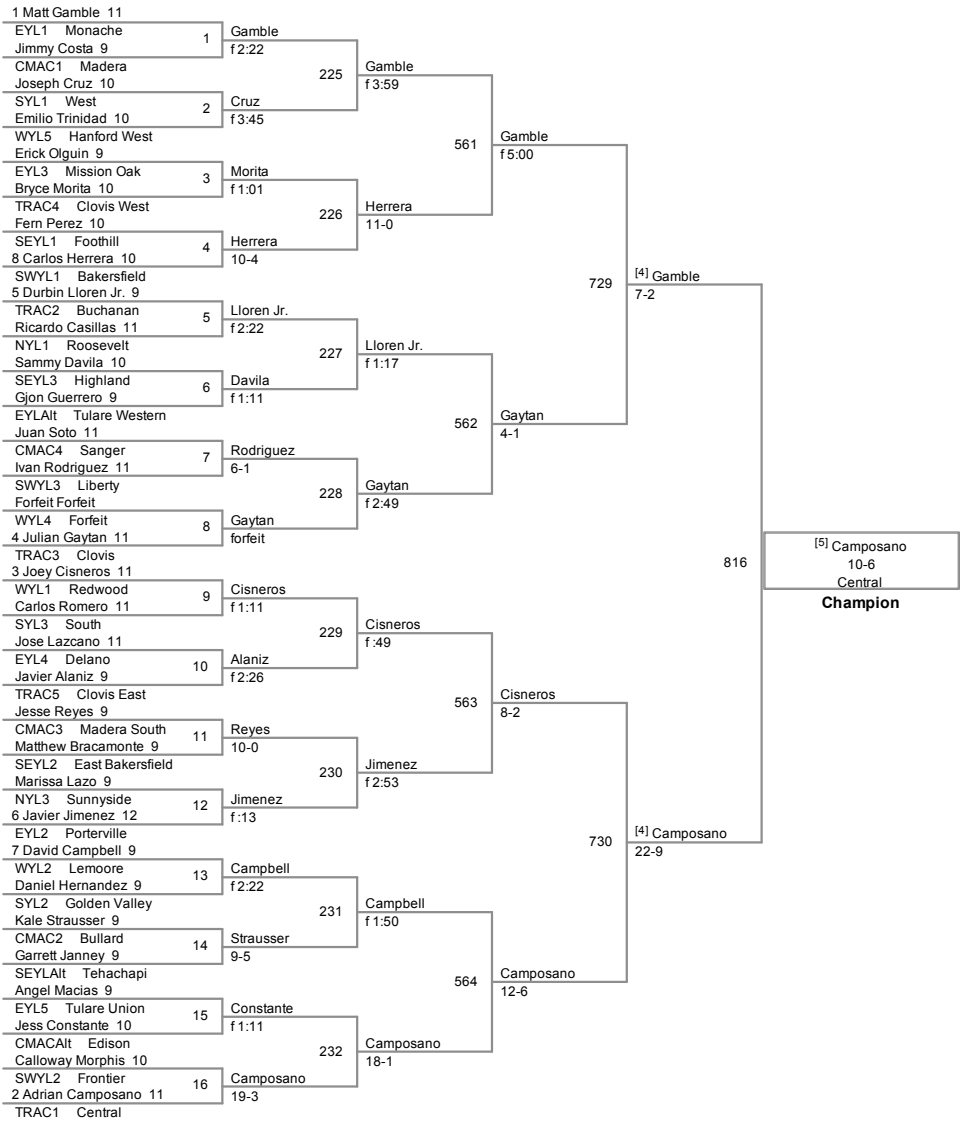 1 Matt Gamble 11
EYL1 Monache
Jimmy Costa 9
CMAC1 Madera
Joseph Cruz 10
SYL1 West
Emilio Trinidad 10
WYL5 Hanford West
Erick Olguin 9
EYL3 Mission Oak
Bryce Morita 10
TRAC4 Clovis West
Fern Perez 10
SEYL1 Foothill
8 Carlos Herrera 10
SWYL1 Bakersfield
5 Durbin Lloren Jr. 9
TRAC2 Buchanan
Ricardo Casillas 11
NYL1 Roosevelt
Sammy Davila 10
SEYL3 Highland
Gjon Guerrero 9
EYLAlt Tulare Western
Juan Soto 11
CMAC4 Sanger
Ivan Rodriguez 11
SWYL3 Liberty
Forfeit Forfeit
WYL4 Forfeit
4 Julian Gaytan 11
TRAC3 Clovis
3 Joey Cisneros 11
WYL1 Redwood
Carlos Romero 11
SYL3 South
Jose Lazcano 11
EYL4 Delano
Javier Alaniz 9
TRAC5 Clovis East
Jesse Reyes 9
CMAC3 Madera South
Matthew Bracamonte 9
SEYL2 East Bakersfield
Marissa Lazo 9
NYL3 Sunnyside
6 Javier Jimenez 12
EYL2 Porterville
7 David Campbell 9
WYL2 Lemoore
Daniel Hernandez 9
SYL2 Golden Valley
Kale Strausser 9
CMAC2 Bullard
Garrett Janney 9
SEYLAlt Tehachapi
Angel Macias 9
EYL5 Tulare Union
Jess Constante 10
CMACAlt Edison
Calloway Morphis 10
SWYL2 Frontier
2 Adrian Camposano 11
TRAC1 Central
1
Gamble
f 2:22
2
Cruz
f 3:45
3
Morita
f 1:01
4
Herrera
10-4
5
Lloren Jr.
f 2:22
6
Davila
f 1:11
7
Rodriguez
6-1
8
Gaytan
forfeit
9
Cisneros
f 1:11
10
Alaniz
f 2:26
11
Reyes
10-0
12
Jimenez
f :13
13
Campbell
f 2:22
14
Strausser
9-5
15
Constante
f 1:11
16
Camposano
19-3
225
Gamble
f 3:59
226
Herrera
11-0
227
Lloren Jr.
f 1:17
228
Gaytan
f 2:49
229
Cisneros
f :49
230
Jimenez
f 2:53
231
Campbell
f 1:50
232
Camposano
18-1
561
Gamble
f 5:00
562
Gaytan
4-1
563
Cisneros
8-2
564
Camposano
12-6
729
[4] Gamble
7-2
730
[4] Camposano
22-9
816
[5] Camposano
10-6
Central
Champion